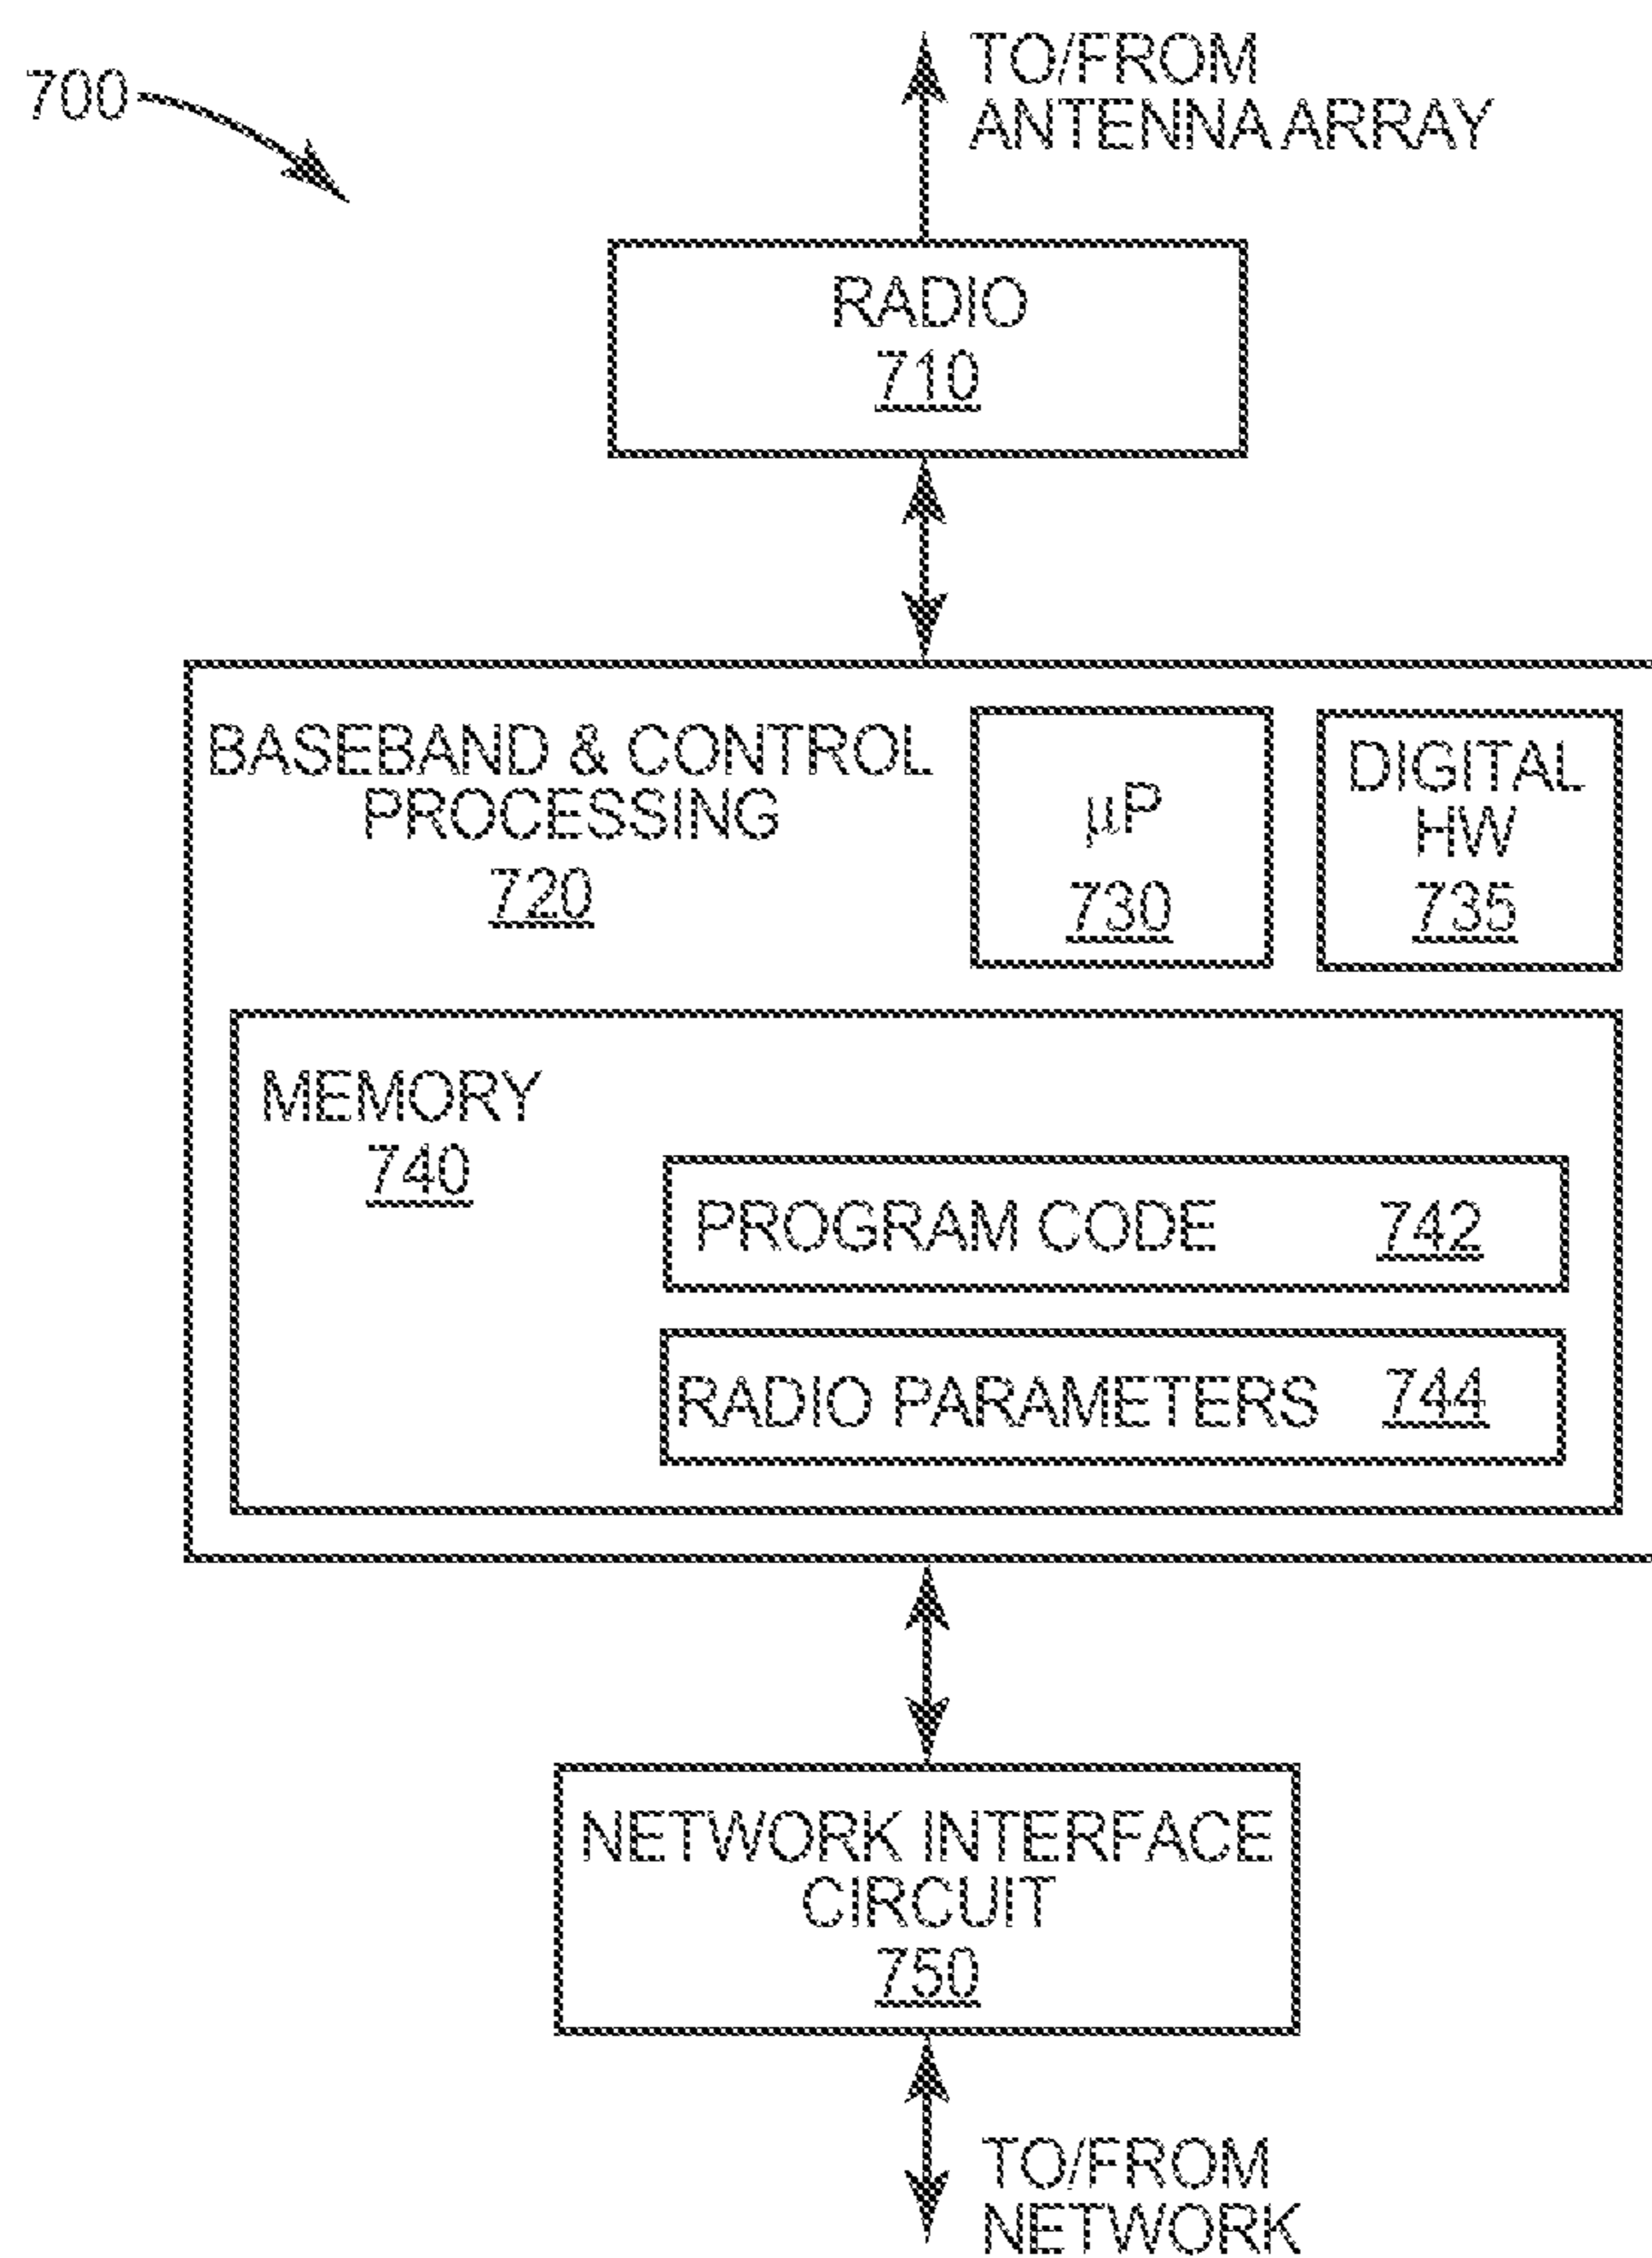 700
TO/FROM
ANTENNA ARRAY
RADIO
710
BASEBAND & CONTROL
PROCESSING
720
µP
730
DIGITAL
HW
735
MEMORY
740
PROGRAM CODE 742
RADIO PARAMETERS 744
NETWORK INTERFACE
CIRCUIT
750
TO/FROM
NETWORK